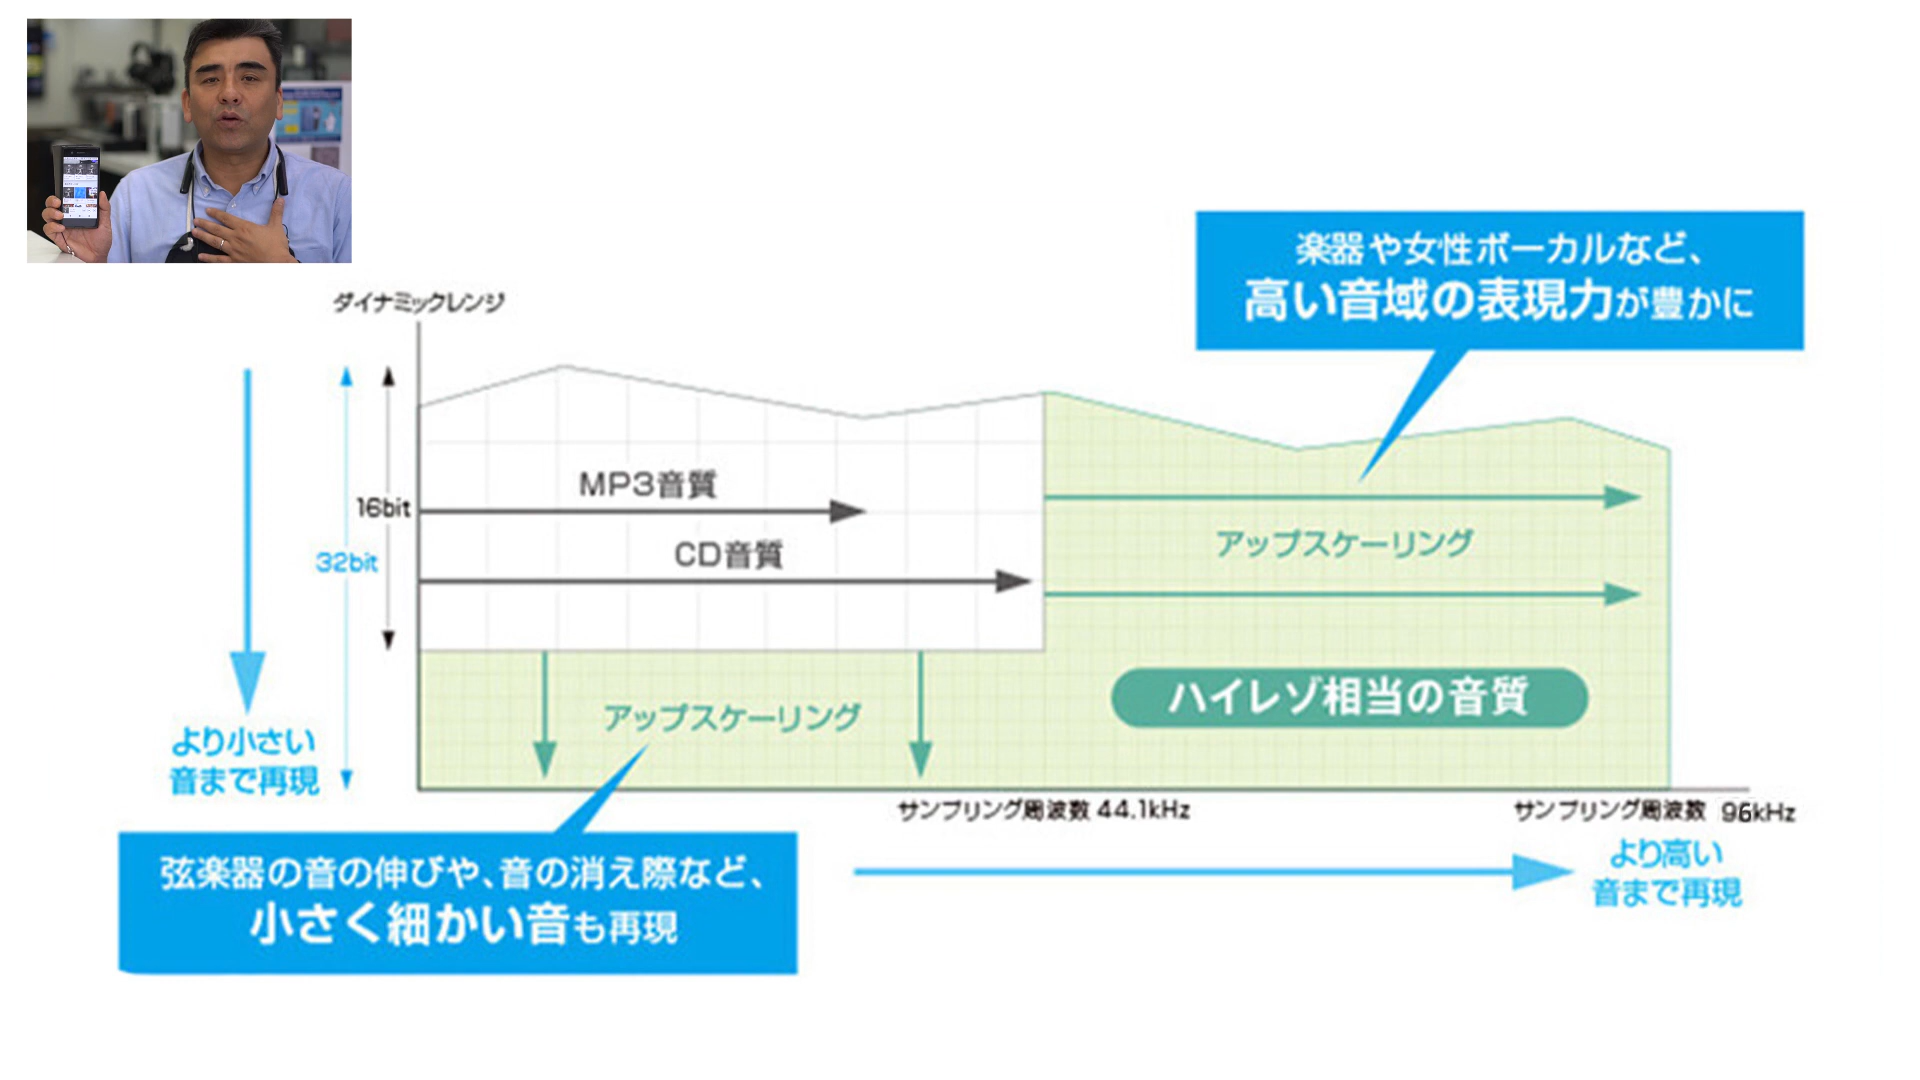 楽器や女性ボーカルなど、
高い音域の表現力が豊かに
ダイナミックレンジ
MP3音質
16bit
CD音質
アップスケーリング
32bit
ハイレゾ相当の音質
アップスケーリング
より小さい
音まで再現
サンプリング周波数 44.1kHz
サンプリング周波数 96kHz
より高い
音まで再現
弦楽器の音の伸びや、音の消え際など、
小さく細かい音も再現